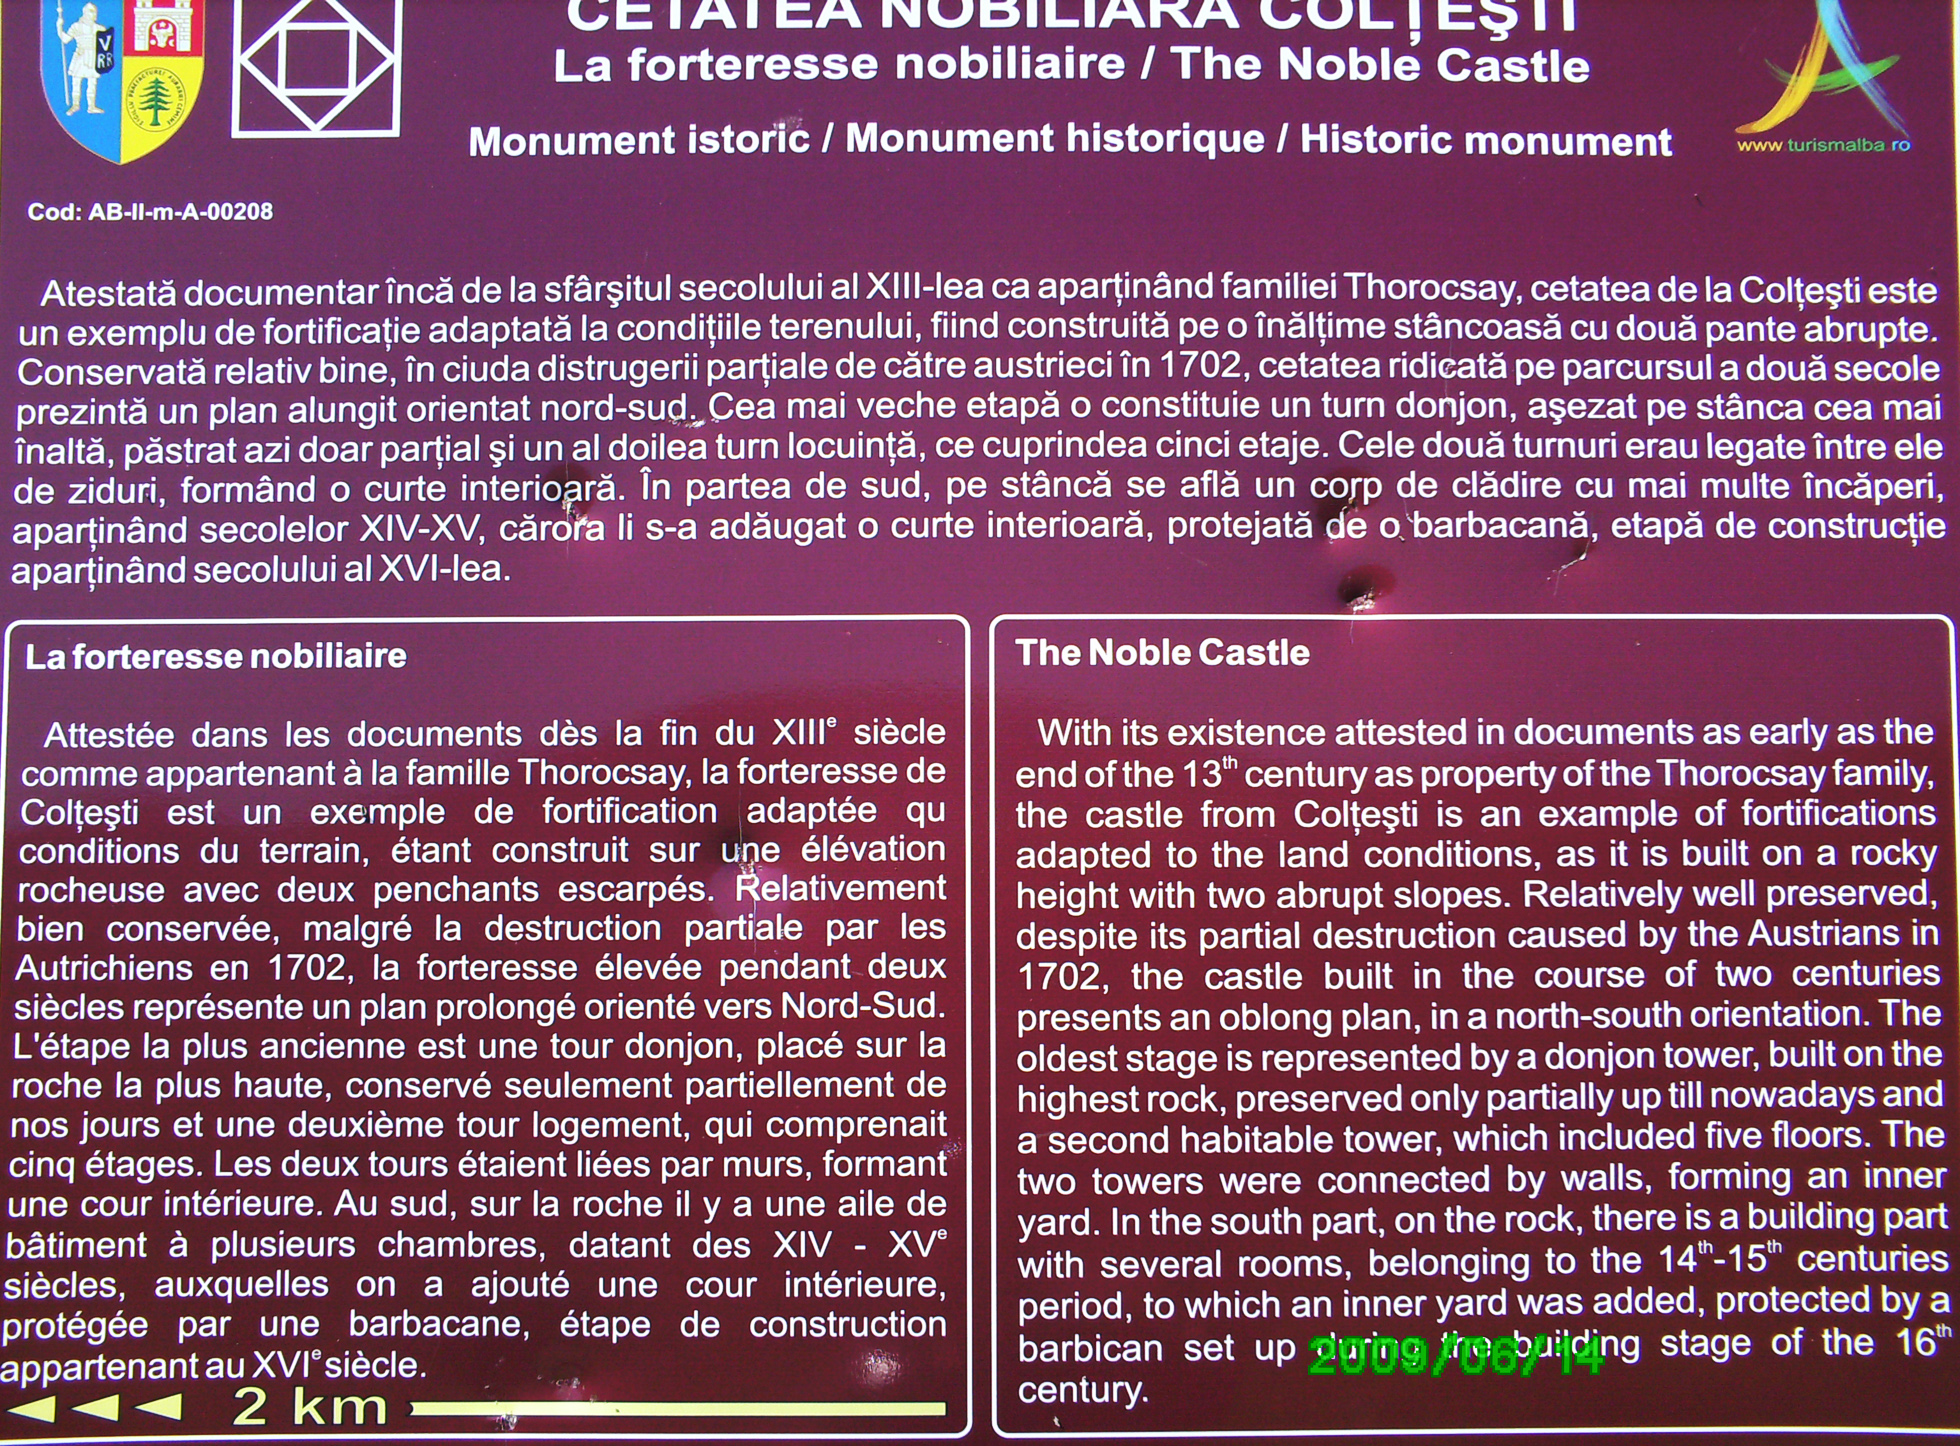 CETATEA NOBILIARĂ COLȚEŞTI
La forteresse nobiliaire / The Noble Castle
Monument istoric / Monument historique / Historic monument
www.turismalba.ro
V
RR
Cod: AB-II-m-A-00208
Atestată documentar încă de la sfârşitul secolului al XIII-lea ca aparținând familiei Thorocsay, cetatea de la Colțeşti este
un exemplu de fortificație adaptată la condițiile terenului, fiind construită pe o înălțime stâncoasă cu două pante abrupte.
Conservată relativ bine, în ciuda distrugerii parțiale de către austrieci în 1702, cetatea ridicată pe parcursul a două secole
prezintă un plan alungit orientat nord-sud. Cea mai veche etapă o constituie un turn donjon, aşezat pe stânca cea mai
înaltă, păstrat azi doar parțial şi un al doilea turn locuință, ce cuprindea cinci etaje. Cele două turnuri erau legate între ele
de ziduri, formând o curte interioară. În partea de sud, pe stâncă se află un corp de clădire cu mai multe încăperi,
aparținând secolelor XIV-XV, cărora li s-a adăugat o curte interioară, protejată de o barbacană, etapă de construcție
aparținând secolului al XVI-lea.
La forteresse nobiliaire
Attestée dans les documents dès la fin du XIIIe siècle
comme appartenant à la famille Thorocsay, la forteresse de
Colțeşti est un exemple de fortification adaptée qu
conditions du terrain, étant construit sur une élévation
rocheuse avec deux penchants escarpés. Relativement
bien conservée, malgré la destruction partiale par les
Autrichiens en 1702, la forteresse élevée pendant deux
siècles représente un plan prolongé orienté vers Nord-Sud.
L'étape la plus ancienne est une tour donjon, placé sur la
roche la plus haute, conservé seulement partiellement de
nos jours et une deuxième tour logement, qui comprenait
cinq étages. Les deux tours étaient liées par murs, formant
une cour intérieure. Au sud, sur la roche il y a une aile de
bâtiment à plusieurs chambres, datant des XIV - XVe
siècles, auxquelles on a ajouté une cour intérieure,
protégée par une barbacane, étape de construction
appartenant au XVIe siècle.
2 km
The Noble Castle
With its existence attested in documents as early as the
end of the 13th century as property of the Thorocsay family,
the castle from Colțeşti is an example of fortifications
adapted to the land conditions, as it is built on a rocky
height with two abrupt slopes. Relatively well preserved,
despite its partial destruction caused by the Austrians in
1702, the castle built in the course of two centuries
presents an oblong plan, in a north-south orientation. The
oldest stage is represented by a donjon tower, built on the
highest rock, preserved only partially up till nowadays and
a second habitable tower, which included five floors. The
two towers were connected by walls, forming an inner
yard. In the south part, on the rock, there is a building part
with several rooms, belonging to the 14th-15th centuries
period, to which an inner yard was added, protected by a
barbican set up during the building stage of the 16th
century.
2009/06/14